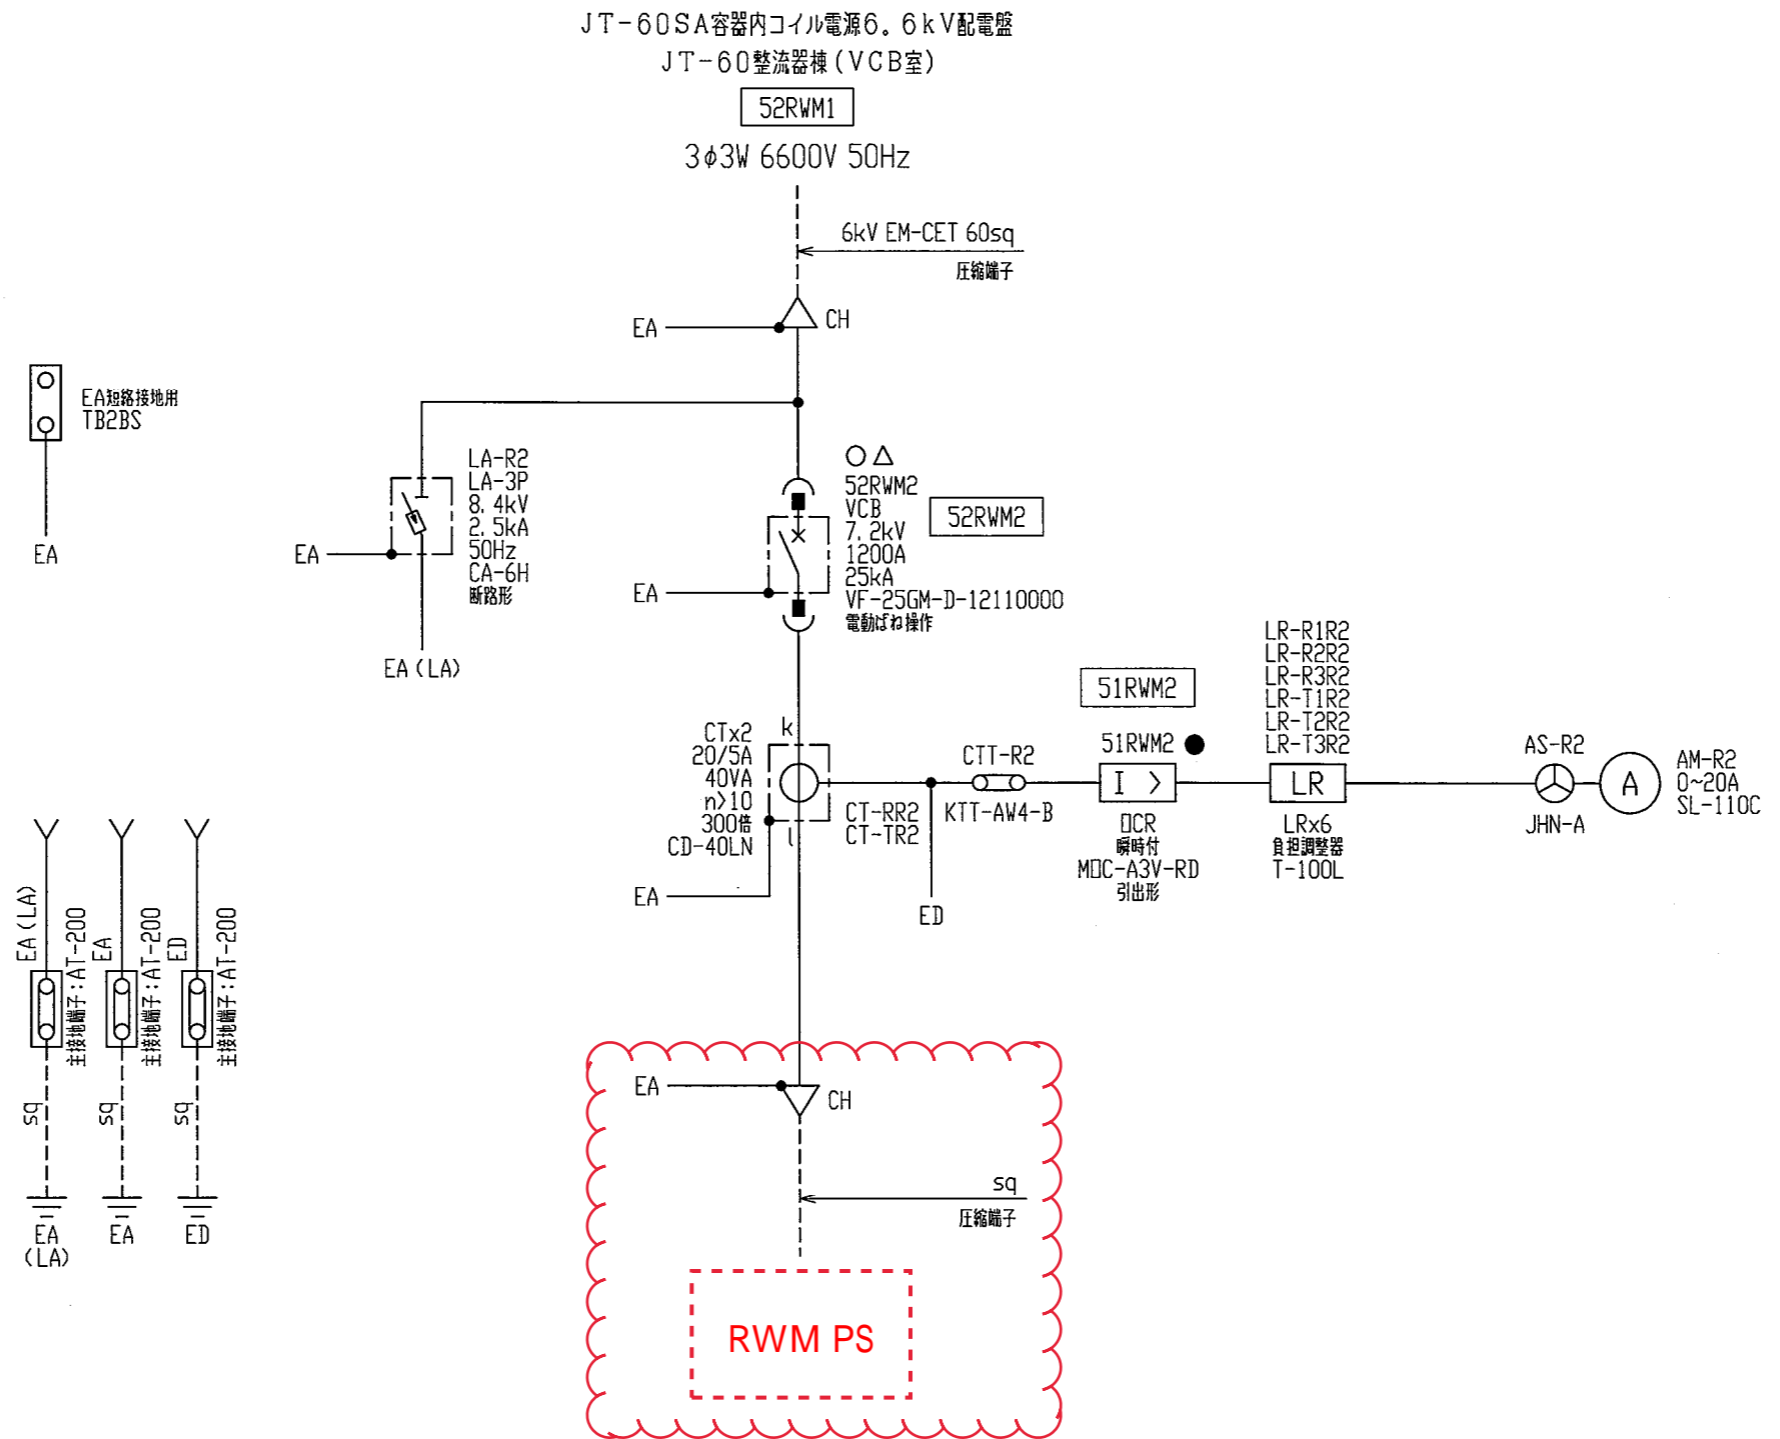 JT-60SA容器内コイル電源6。6kV配電盤
JT-60整流器棟(VCB室)
52RWM1
3φ3W 6600V 50Hz
6kV EM-CET 60sq
圧縮端子
EA
CH
EA短絡接地用
TB2BS
EA
LA-R2
LA-3P
8.4kV
2.5kA
50Hz
CA-6H
断路形
EA
EA(LA)
○△
52RWM2
VCB
7.2kV
1200A
25kA
VF-25GM-D-12110000
電動ばね操作
52RWM2
EA
CTx2
20/5A
40VA
n>10
300倍
CD-40LN
k
l
EA
CT-RR2
CT-TR2
ED
CTT-R2
KTT-AW4-B
51RWM2
51RWM2 ●
I >
OCR
瞬時付
MOC-A3V-RD
引出形
LR-R1R2
LR-R2R2
LR-R3R2
LR-T1R2
LR-T2R2
LR-T3R2
LR
LRx6
負担調整器
T-100L
AS-R2
JHN-A
A
AM-R2
0~20A
SL-110C
EA(LA)
主接地端子:AT-200
EA
主接地端子:AT-200
ED
主接地端子:AT-200
sq
sq
sq
EA
(LA)
EA
ED
EA
CH
sq
圧縮端子
RWM PS